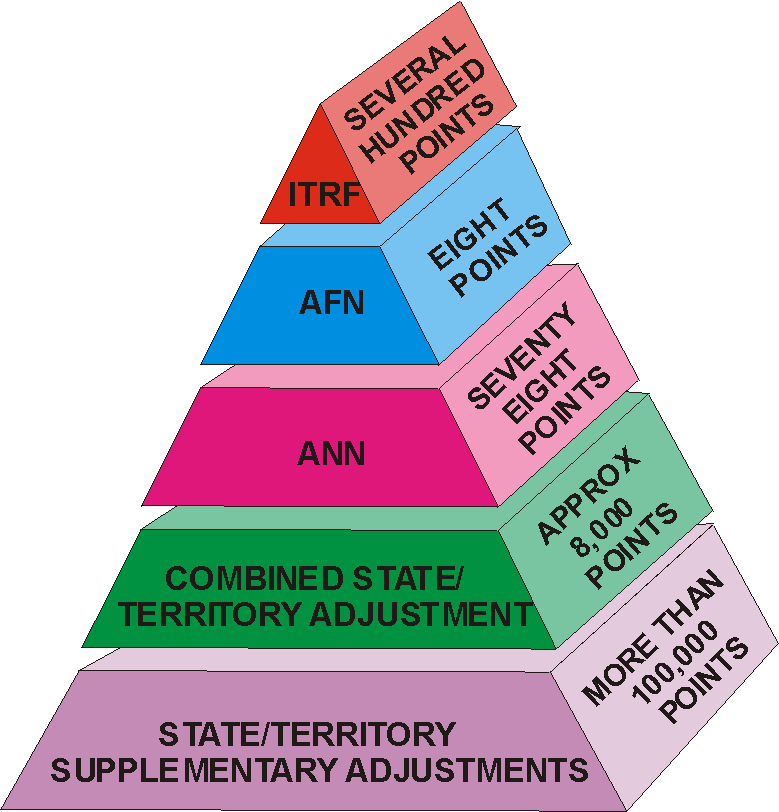 SEVERAL
HUNDRED
POINTS
ITRF
EIGHT
POINTS
AFN
SEVENTY
EIGHT
POINTS
ANN
APPROX
8,000
POINTS
COMBINED STATE/
TERRITORY ADJUSTMENT
MORE THAN
100,000
POINTS
STATE/TERRITORY
SUPPLEMENTARY ADJUSTMENTS